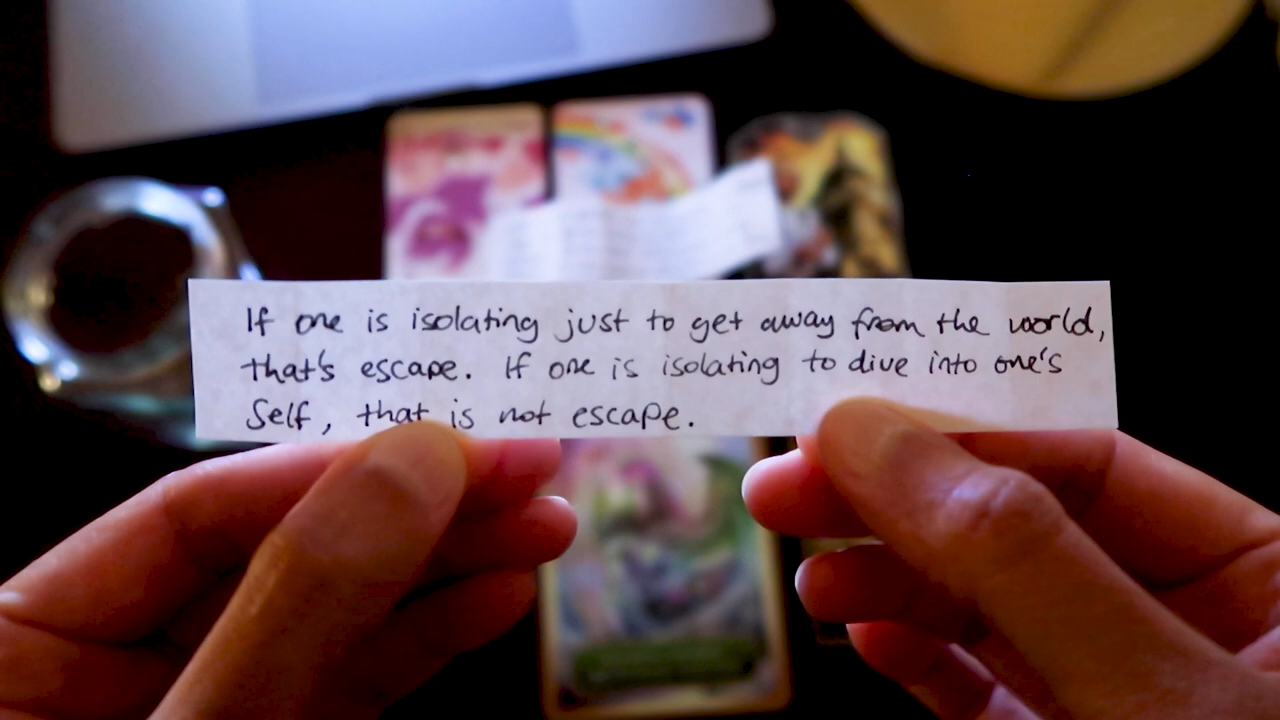 If one is isolating just to get away from the world,
that's escape. If one is isolating to dive into one's
Self, that is not escape.